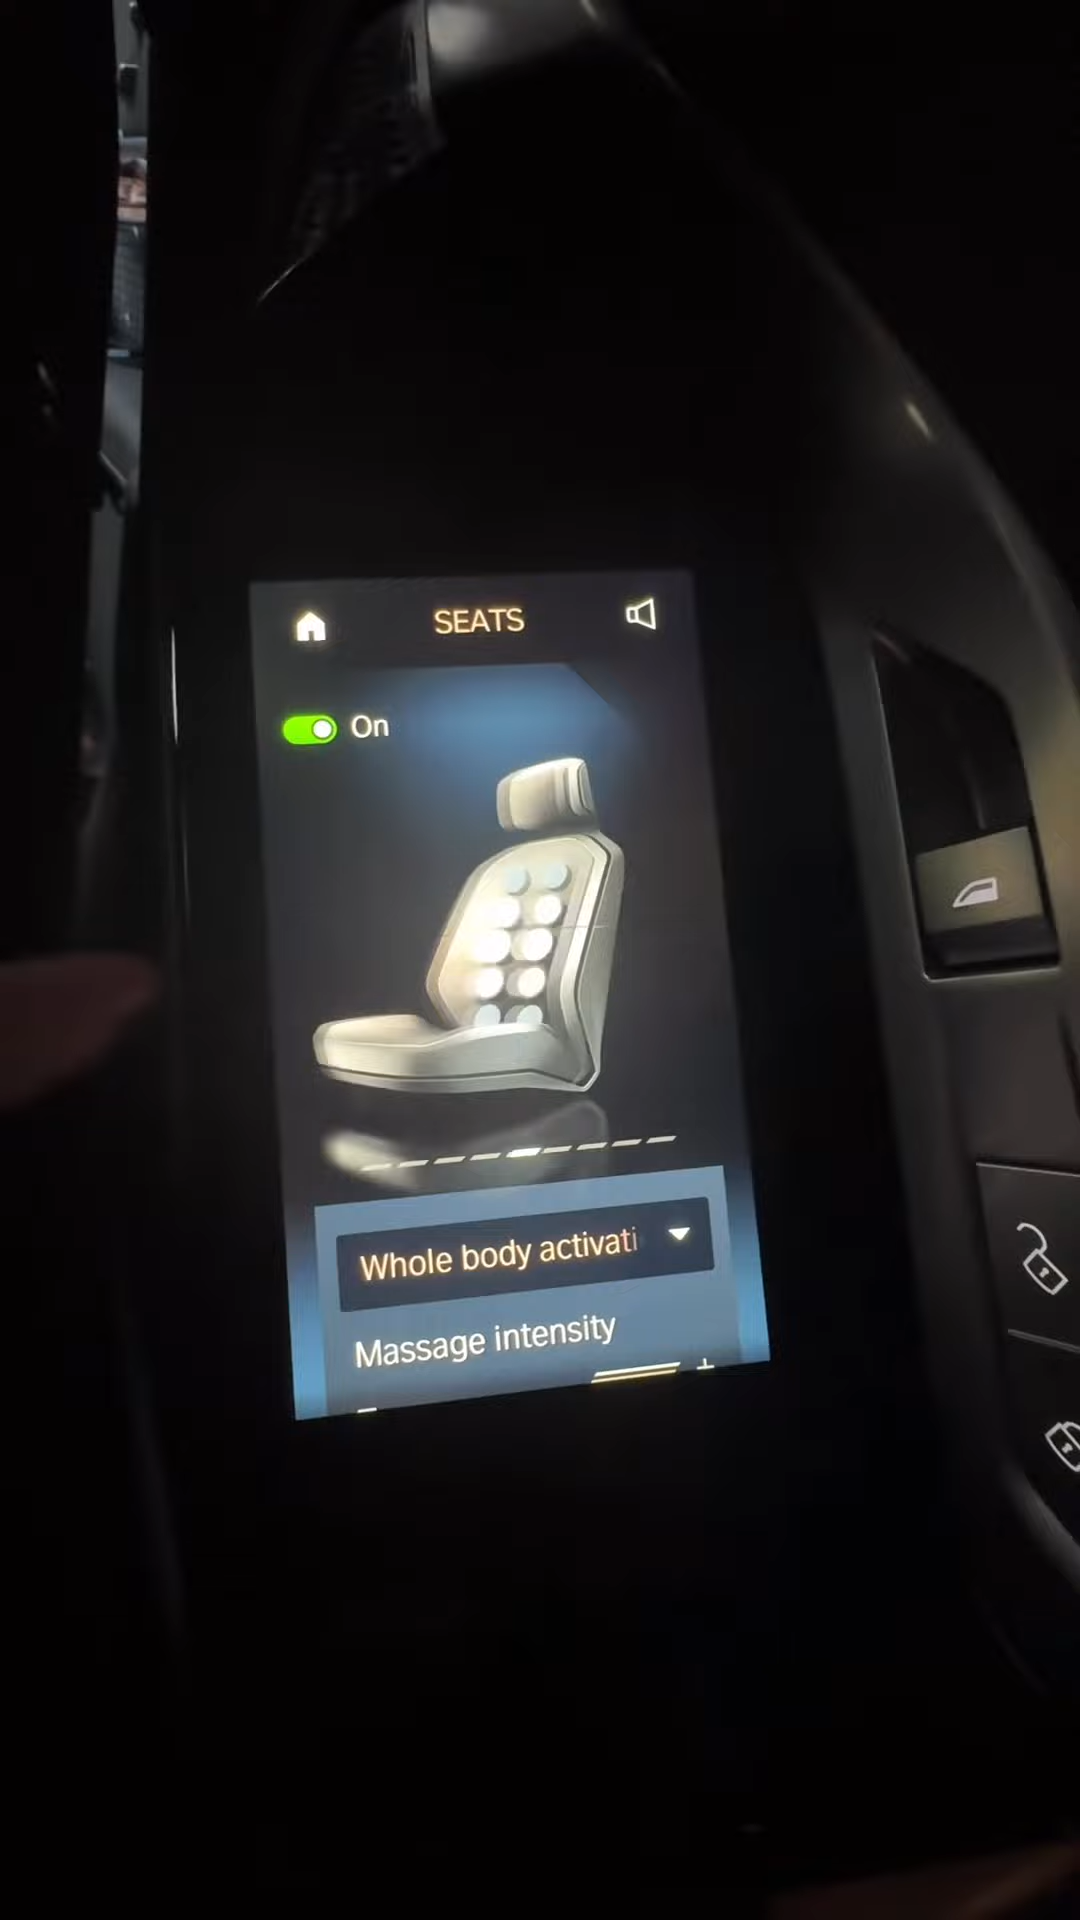 SEATS
On
Whole body activati
Massage intensity
- +